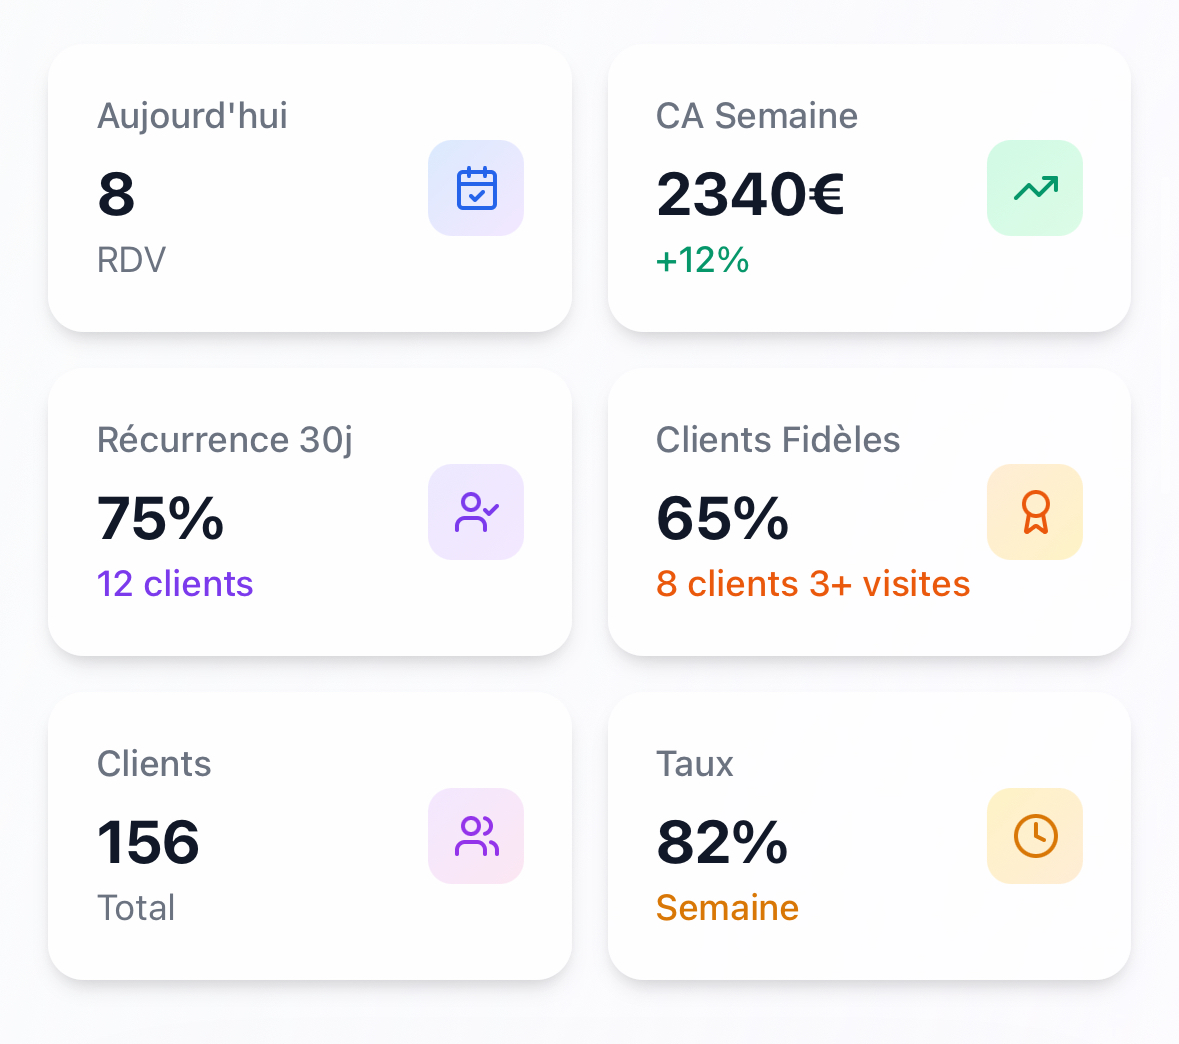 Aujourd'hui
8
RDV
CA Semaine
2340€
+12%
Récurrence 30j
75%
12 clients
Clients Fidèles
65%
8 clients 3+ visites
Clients
156
Total
Taux
82%
Semaine